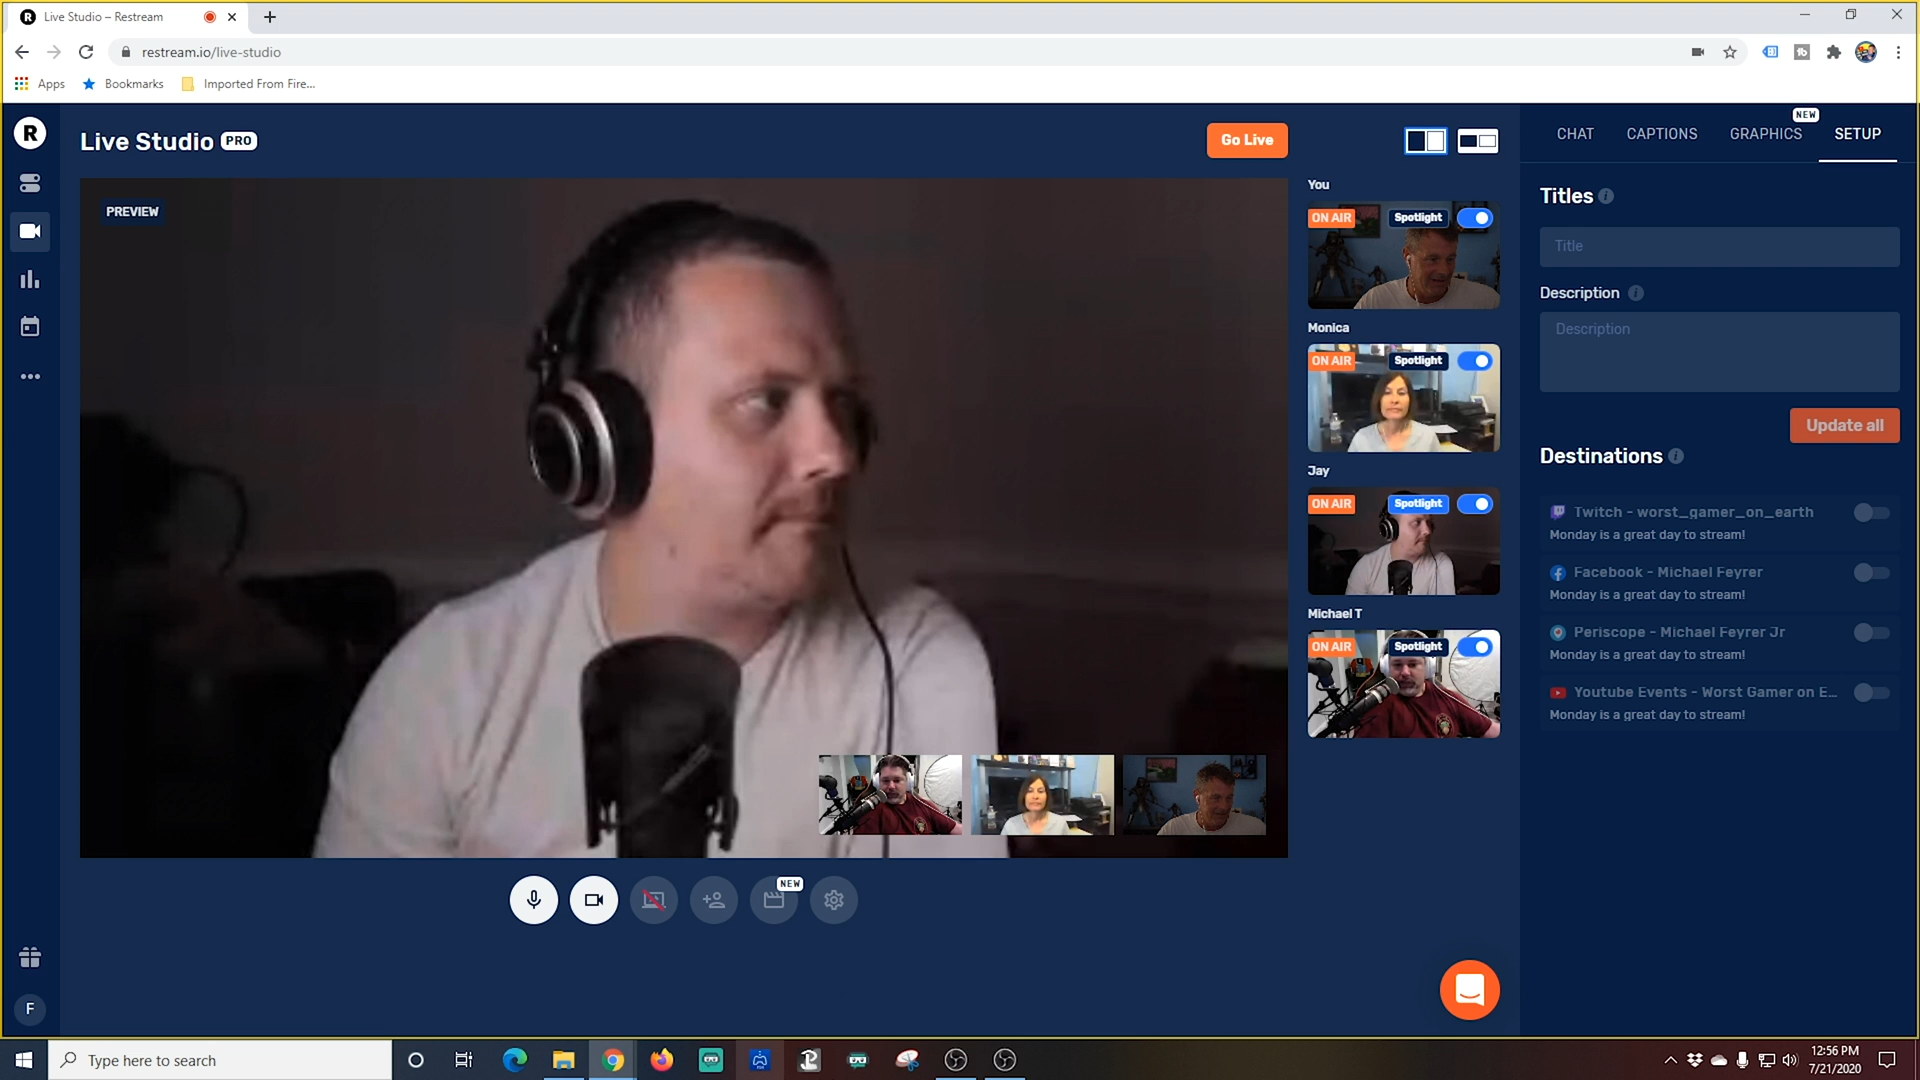 Live Studio – Restream
restream.io/live-studio
Apps
Bookmarks
Imported From Fire...
R
Live Studio PRO
Go Live
NEW
CHAT
CAPTIONS
GRAPHICS
SETUP
PREVIEW
You
ON AIR
Spotlight
Monica
ON AIR
Spotlight
Jay
ON AIR
Spotlight
Michael T
ON AIR
Spotlight
Titles
Title
Description
Description
Update all
Destinations
Twitch - worst_gamer_on_earth
Monday is a great day to stream!
Facebook - Michael Feyrer
Monday is a great day to stream!
Periscope - Michael Feyrer Jr
Monday is a great day to stream!
Youtube Events - Worst Gamer on E...
Monday is a great day to stream!
NEW
F
Type here to search
12:56 PM
7/21/2020